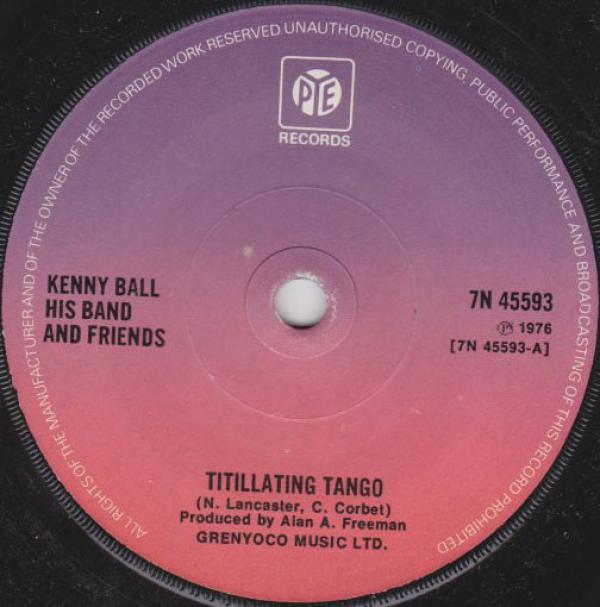 ALL RIGHTS OF THE MANUFACTURER AND OF THE OWNER OF THE RECORDED WORK RESERVED. UNAUTHORISED COPYING, PUBLIC PERFORMANCE AND BROADCASTING OF THIS RECORD PROHIBITED
PYE
RECORDS
KENNY BALL
HIS BAND
AND FRIENDS
7N 45593
℗ 1976
[7N 45593-A]
TITILLATING TANGO
(N. Lancaster, C. Corbet)
Produced by Alan A. Freeman
GRENYOCO MUSIC LTD.